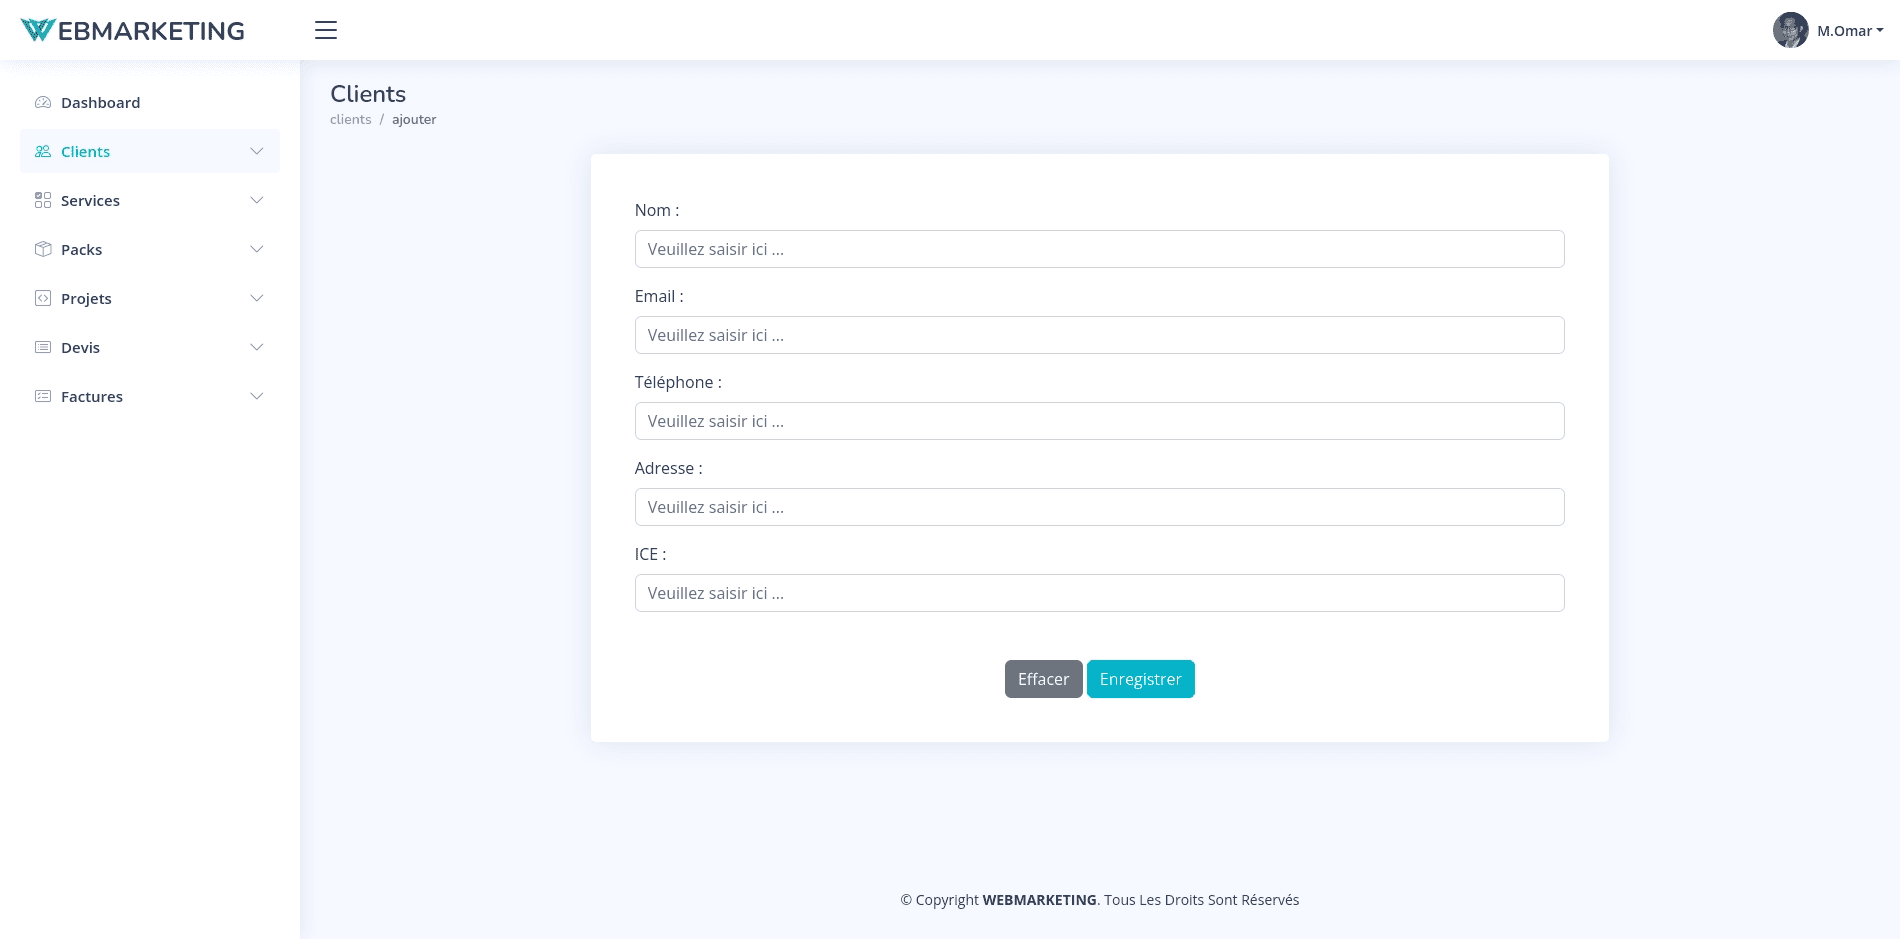 WEBMARKETING
M.Omar
Dashboard
Clients
Services
Packs
Projets
Devis
Factures
Clients
clients / ajouter
Nom :
Veuillez saisir ici ...
Email :
Veuillez saisir ici ...
Téléphone :
Veuillez saisir ici ...
Adresse :
Veuillez saisir ici ...
ICE :
Veuillez saisir ici ...
Effacer Enregistrer
© Copyright WEBMARKETING. Tous Les Droits Sont Réservés